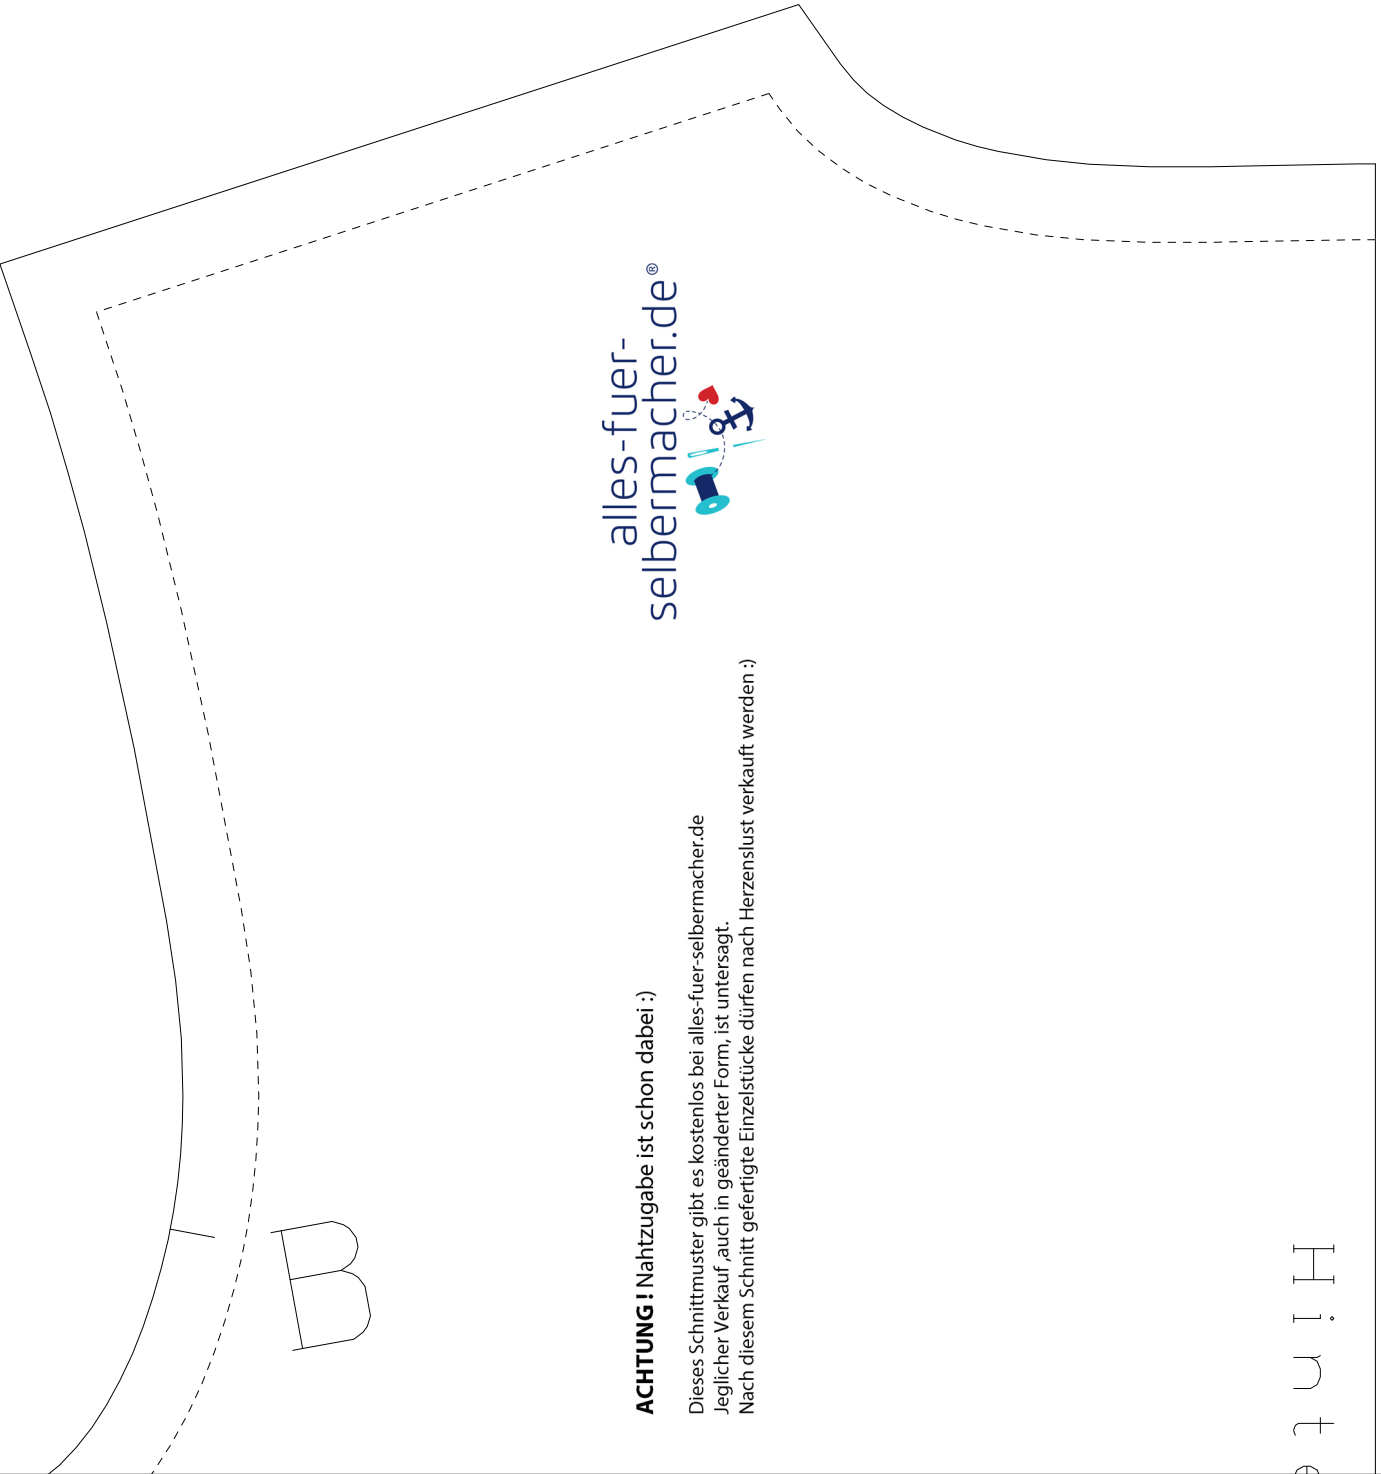 alles-fuer-
selbermacher.de®
ACHTUNG ! Nahtzugabe ist schon dabei :)
Dieses Schnittmuster gibt es kostenlos bei alles-fuer-selbermacher.de
Jeglicher Verkauf ,auch in geänderter Form, ist untersagt.
Nach diesem Schnitt gefertigte Einzelstücke dürfen nach Herzenslust verkauft werden :)
B
Hinte